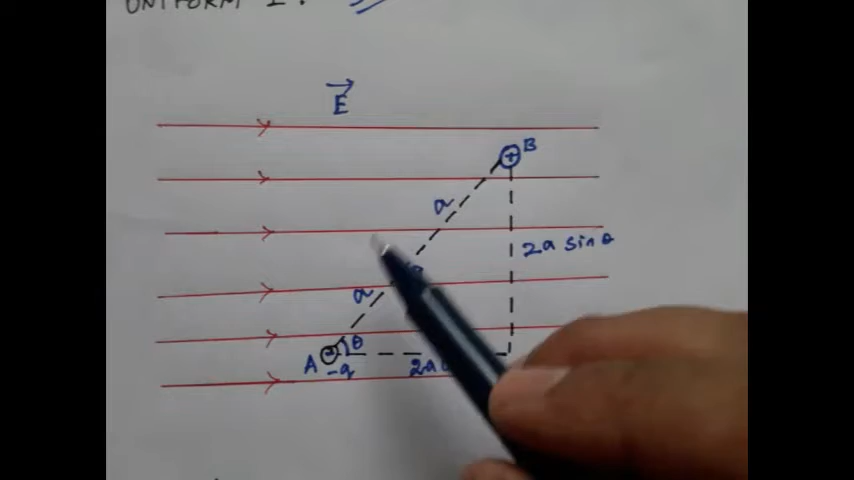 UNIFORM
E
+ B
a
2a sin θ
a
θ
A - q
2a